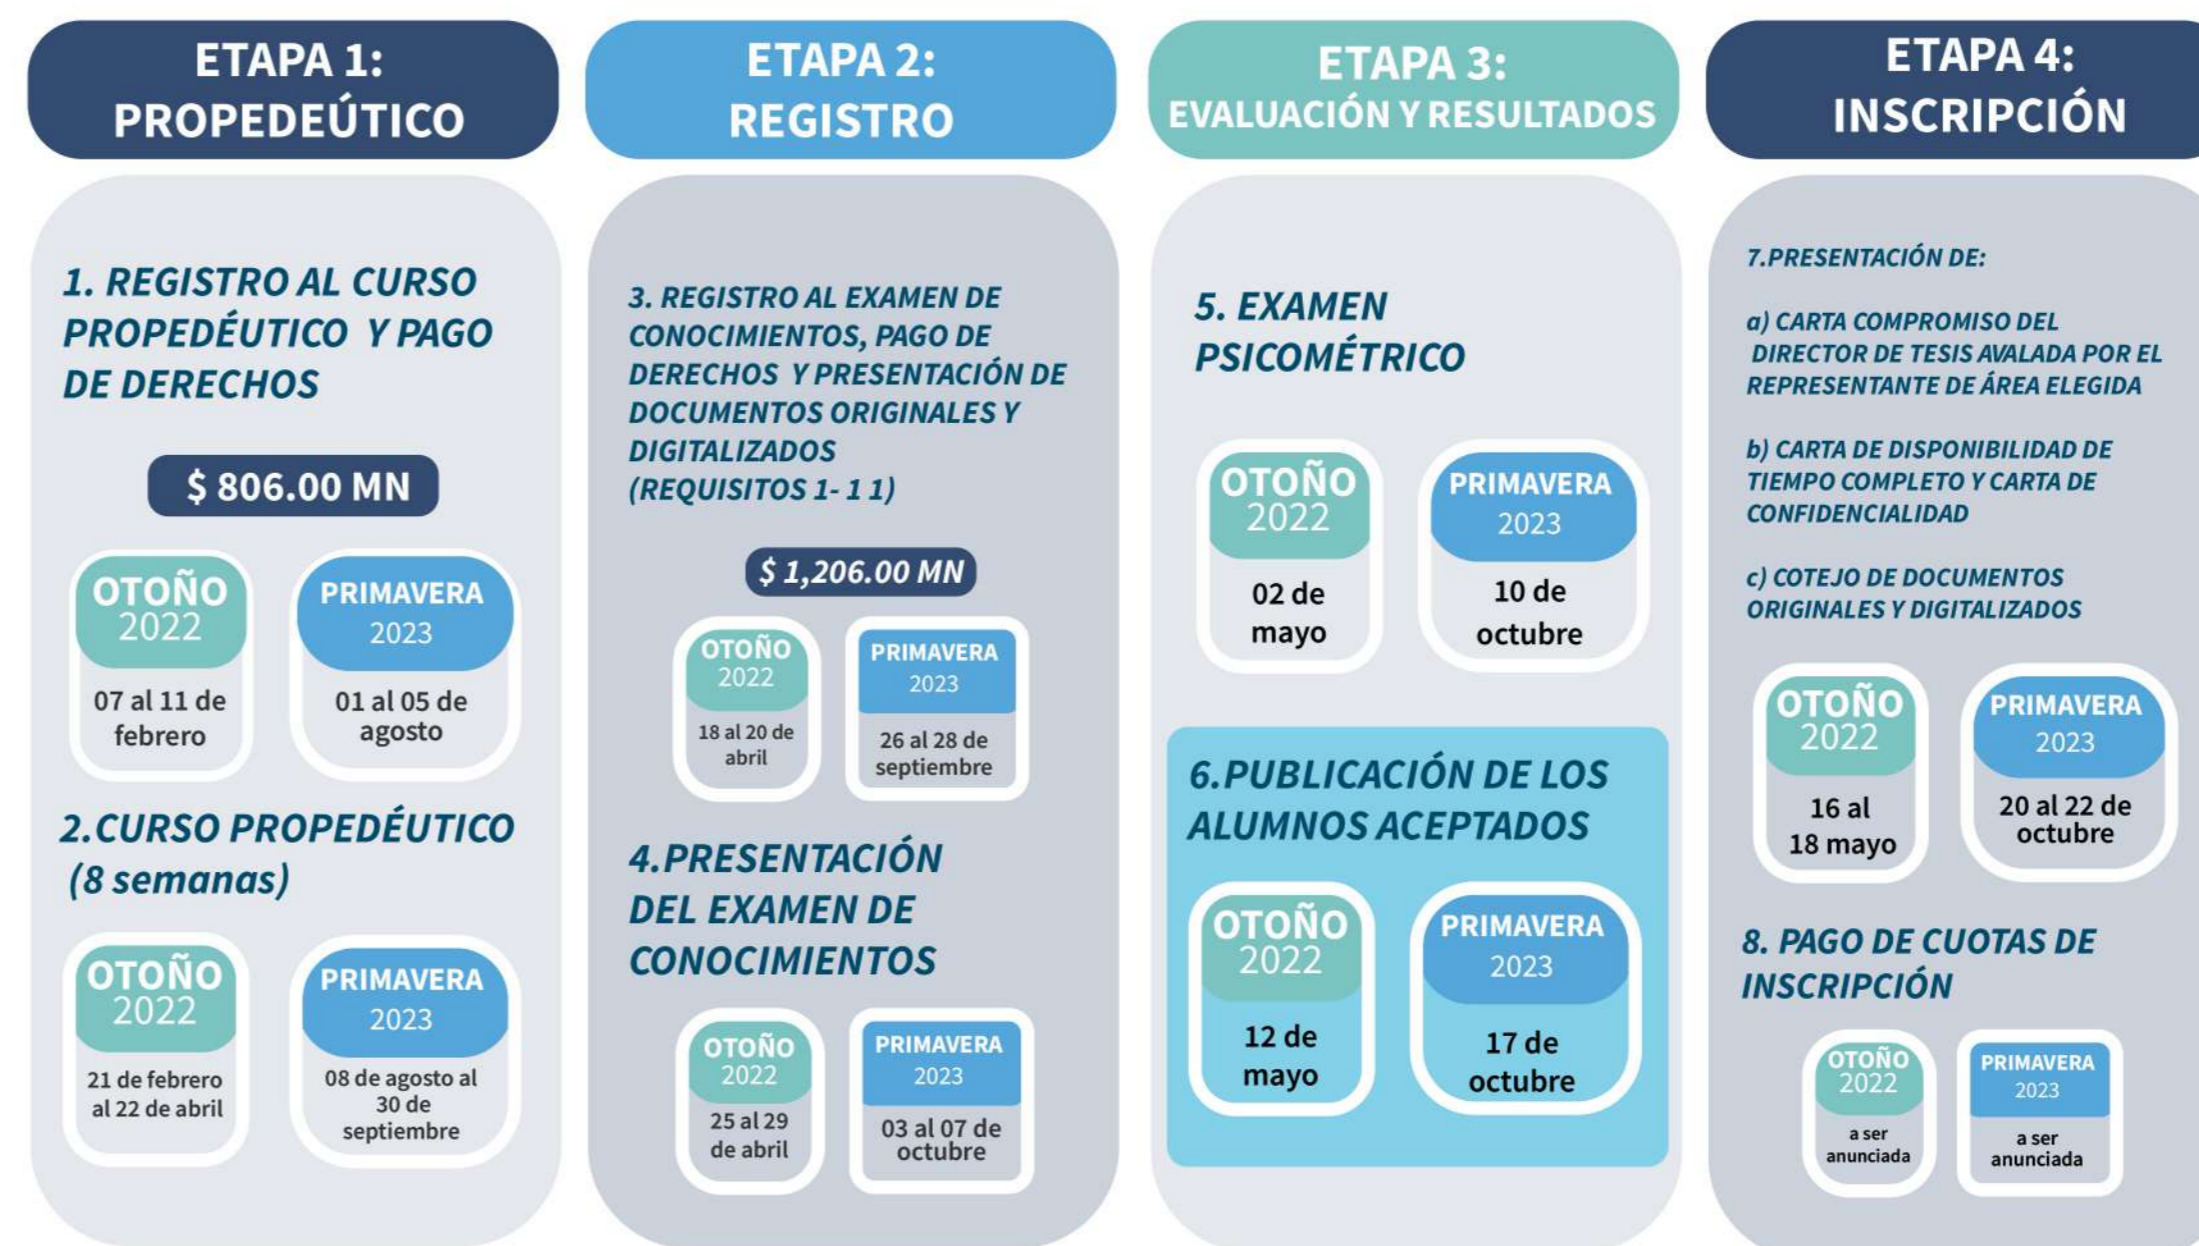 ETAPA 1:
PROPEDEÚTICO
1. REGISTRO AL CURSO
PROPEDÉUTICO Y PAGO
DE DERECHOS
$ 806.00 MN
OTOÑO
2022
07 al 11 de
febrero
PRIMAVERA
2023
01 al 05 de
agosto
2.CURSO PROPEDÉUTICO
(8 semanas)
OTOÑO
2022
21 de febrero
al 22 de abril
PRIMAVERA
2023
08 de agosto al
30 de
septiembre
ETAPA 2:
REGISTRO
3. REGISTRO AL EXAMEN DE
CONOCIMIENTOS, PAGO DE
DERECHOS Y PRESENTACIÓN DE
DOCUMENTOS ORIGINALES Y
DIGITALIZADOS
(REQUISITOS 1- 1 1)
$ 1,206.00 MN
OTOÑO
2022
18 al 20 de
abril
PRIMAVERA
2023
26 al 28 de
septiembre
4.PRESENTACIÓN
DEL EXAMEN DE
CONOCIMIENTOS
OTOÑO
2022
25 al 29
de abril
PRIMAVERA
2023
03 al 07 de
octubre
ETAPA 3:
EVALUACIÓN Y RESULTADOS
5. EXAMEN
PSICOMÉTRICO
OTOÑO
2022
02 de
mayo
PRIMAVERA
2023
10 de
octubre
6.PUBLICACIÓN DE LOS
ALUMNOS ACEPTADOS
OTOÑO
2022
12 de
mayo
PRIMAVERA
2023
17 de
octubre
ETAPA 4:
INSCRIPCIÓN
7.PRESENTACIÓN DE:
a) CARTA COMPROMISO DEL
DIRECTOR DE TESIS AVALADA POR EL
REPRESENTANTE DE ÁREA ELEGIDA
b) CARTA DE DISPONIBILIDAD DE
TIEMPO COMPLETO Y CARTA DE
CONFIDENCIALIDAD
c) COTEJO DE DOCUMENTOS
ORIGINALES Y DIGITALIZADOS
OTOÑO
2022
16 al
18 mayo
PRIMAVERA
2023
20 al 22 de
octubre
8. PAGO DE CUOTAS DE
INSCRIPCIÓN
OTOÑO
2022
a ser
anunciada
PRIMAVERA
2023
a ser
anunciada